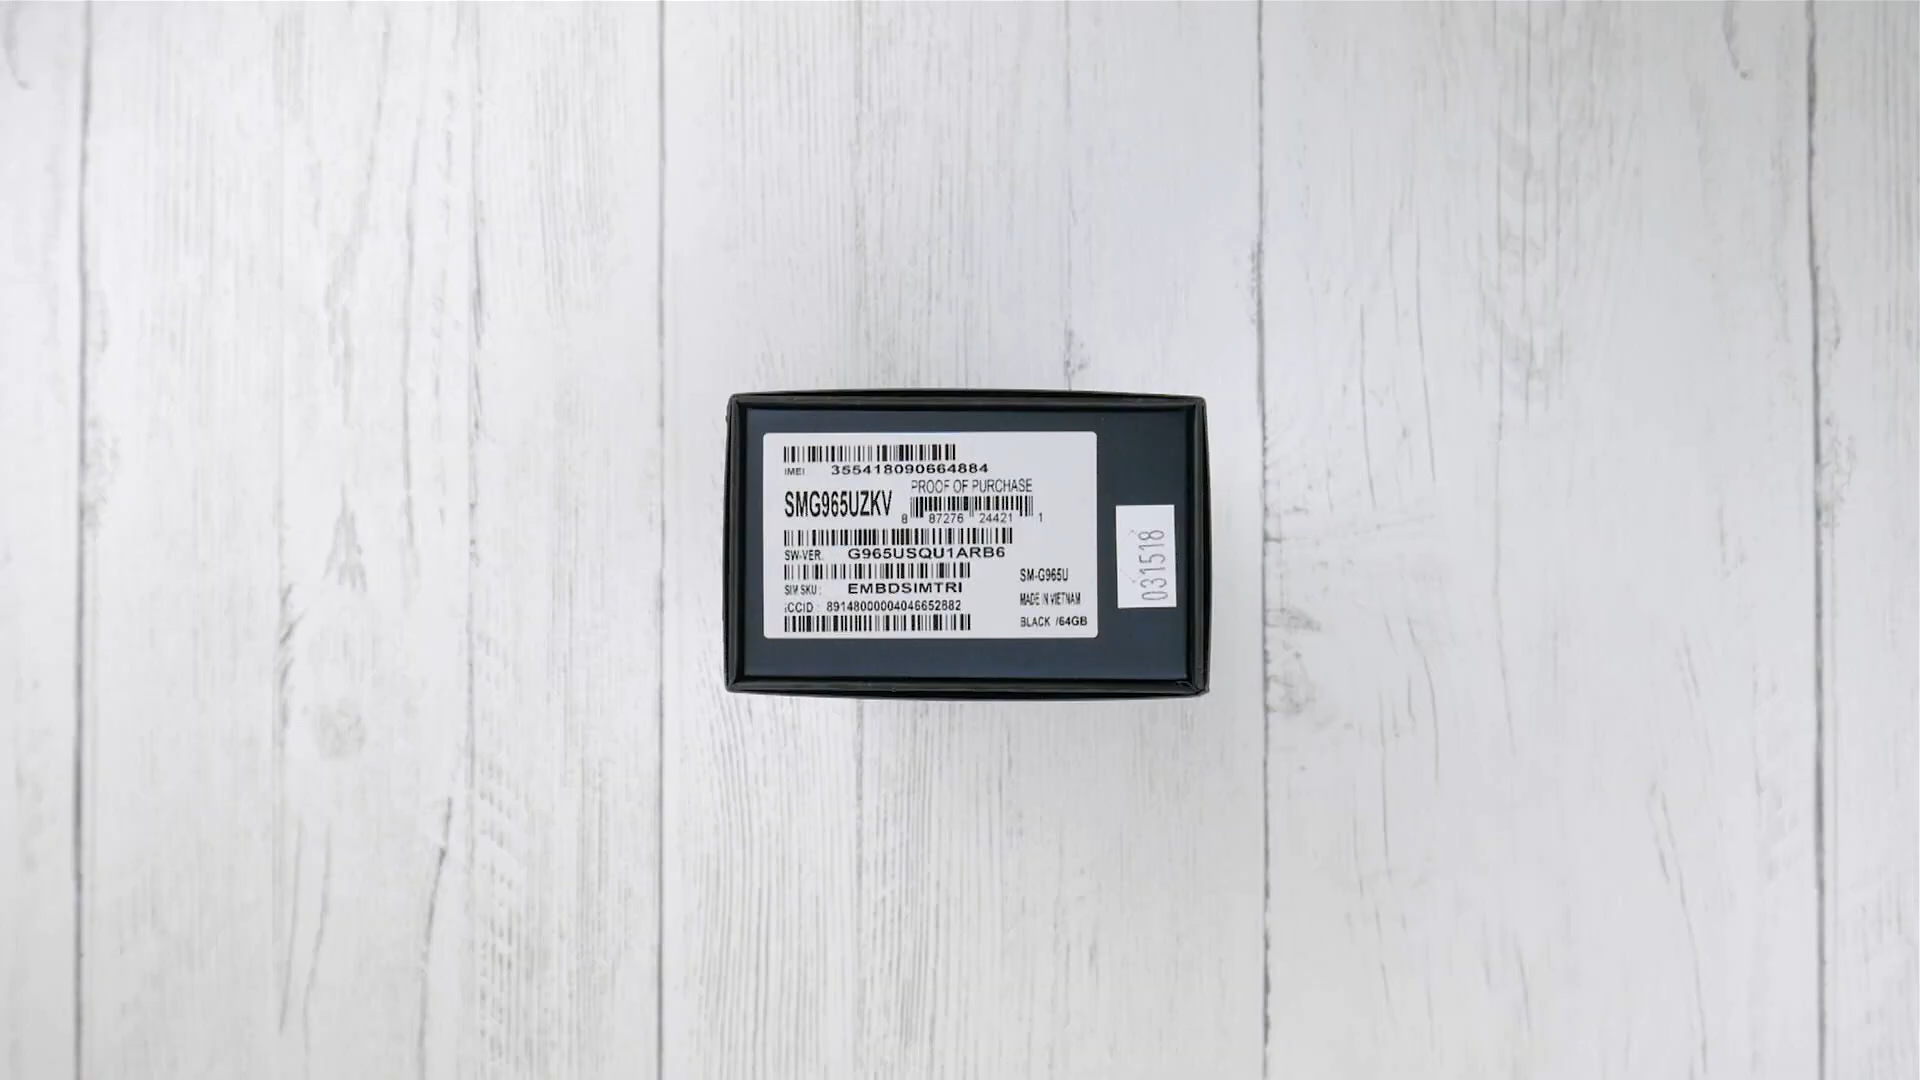 IMEI 355418090664884
PROOF OF PURCHASE
SMG965UZKV
8 87276 24421 1
SW-VER. G965USQU1ARB6
SIM SKU: EMBDSIMTRI
ICCID: 89148000004046652882
SM-G965U
MADE IN VIETNAM
BLACK /64GB
031518